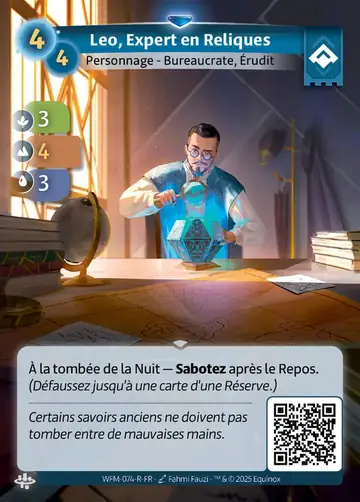 4
4
Leo, Expert en Reliques
Personnage - Bureaucrate, Érudit
3
4
3
À la tombée de la Nuit — Sabotez après le Repos.
(Défaussez jusqu'à une carte d'une Réserve.)
Certains savoirs anciens ne doivent pas
tomber entre de mauvaises mains.
WFM-074-R-FR - Fahmi Fauzi - ™ & © 2025 Equinox